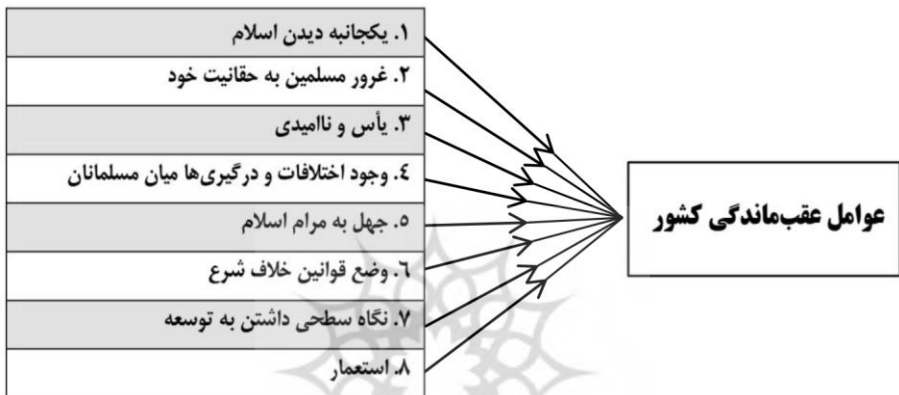 ۱. یکجانبه دیدن اسلام
۲. غرور مسلمین به حقانیت خود
۳. یأس و ناامیدی
٤. وجود اختلافات و درگیری‌ها میان مسلمانان
٥. جهل به مرام اسلام
٦. وضع قوانین خلاف شرع
۷. نگاه سطحی داشتن به توسعه
۸. استعمار
عوامل عقب‌ماندگی کشور